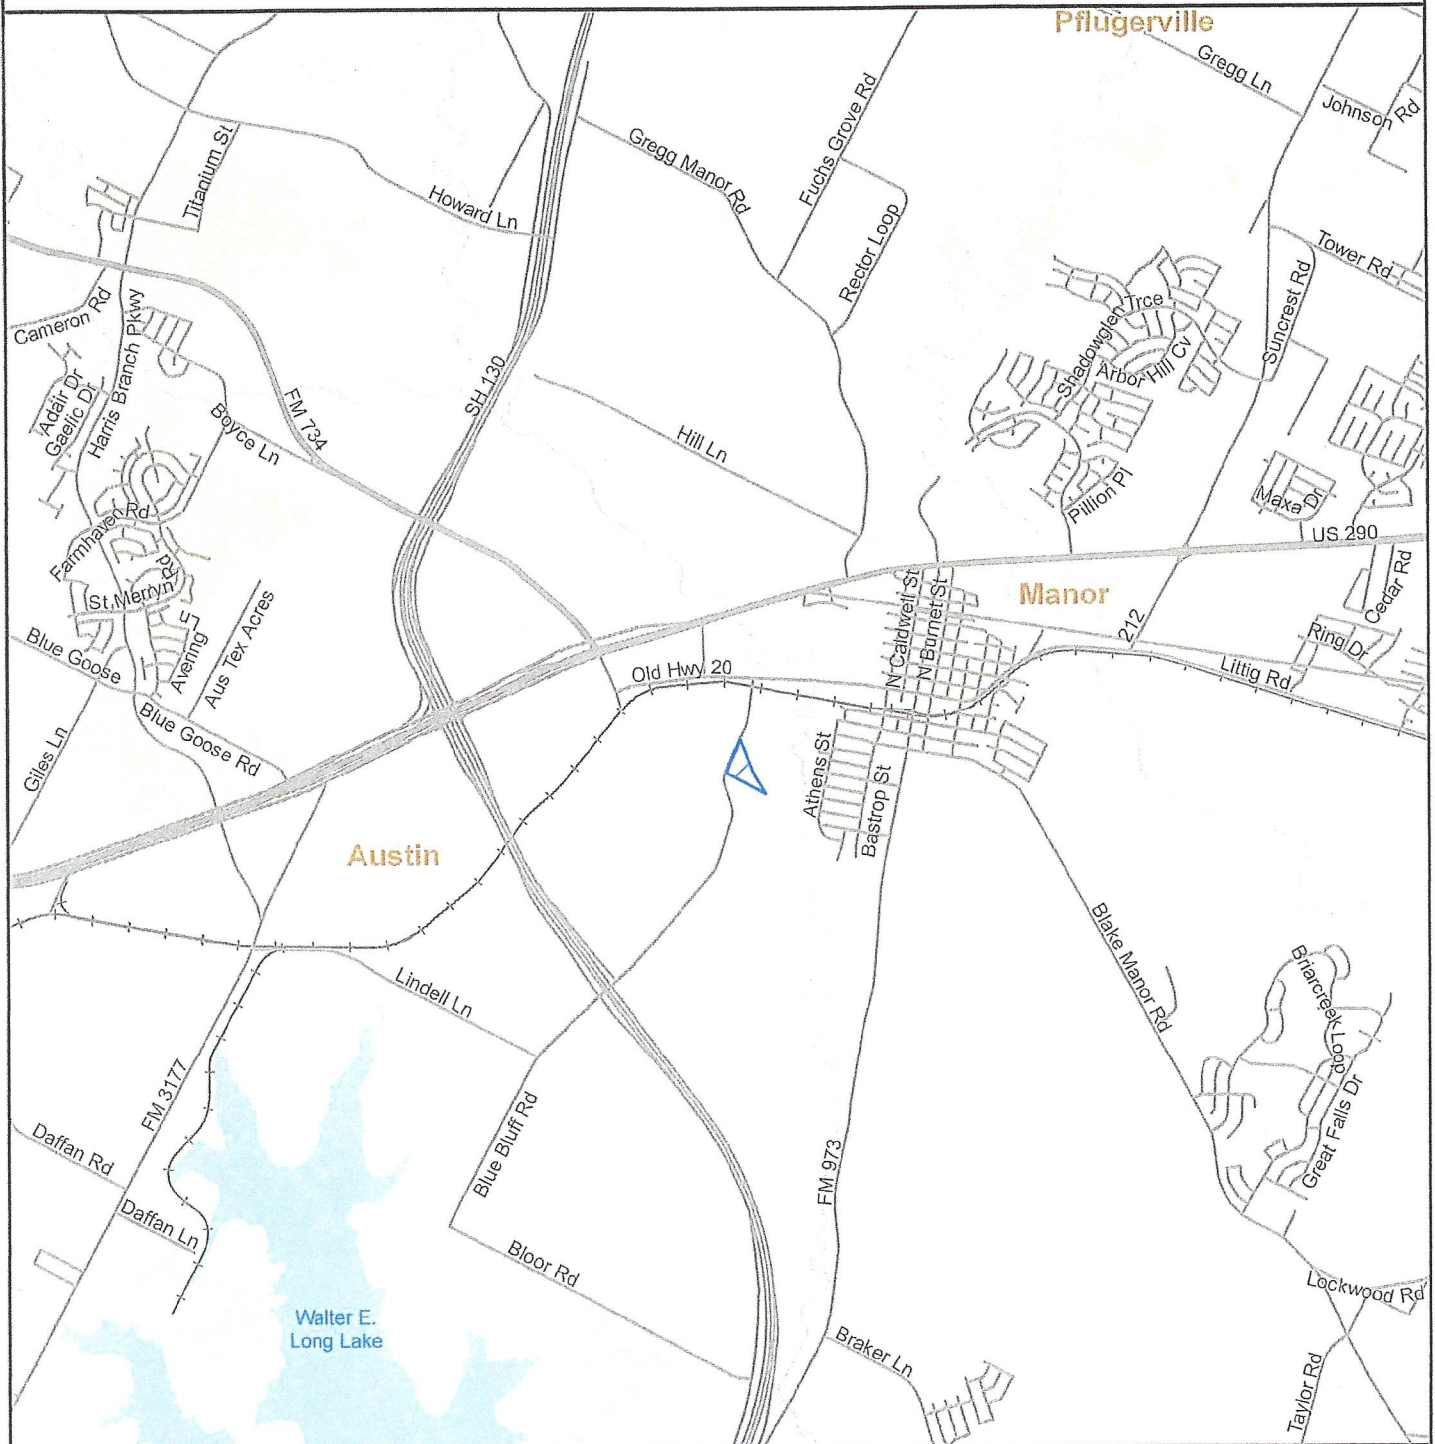 Pflugerville
Gregg Ln
Johnson Rd
Fuchs Grove Rd
Gregg Manor Rd
Titanium St
Howard Ln
Rector Loop
Tower Rd
Suncrest Rd
Cameron Rd
Harris Branch Pkwy
Shadowglen Trce
Arbor Hill Cv
Adair Dr
Gaelic Dr
FM 734
SH 130
Boyce Ln
Hill Ln
Pillion Pl
Maxa Dr
US 290
Farmhaven Rd
St Merryn Rd
Cedar Rd
Manor
N Caldwell St
N Burnet St
212
Ring Dr
Blue Goose
Avering Ln
Aus Tex Acres
Old Hwy 20
Littig Rd
Blue Goose Rd
Giles Ln
Athens St
Bastrop St
Austin
Blake Manor Rd
Lindell Ln
Briarcreek Loop
Great Falls Dr
FM 3177
Blue Bluff Rd
FM 973
Daffan Rd
Daffan Ln
Bloor Rd
Lockwood Rd
Walter E.
Long Lake
Braker Ln
Taylor Rd